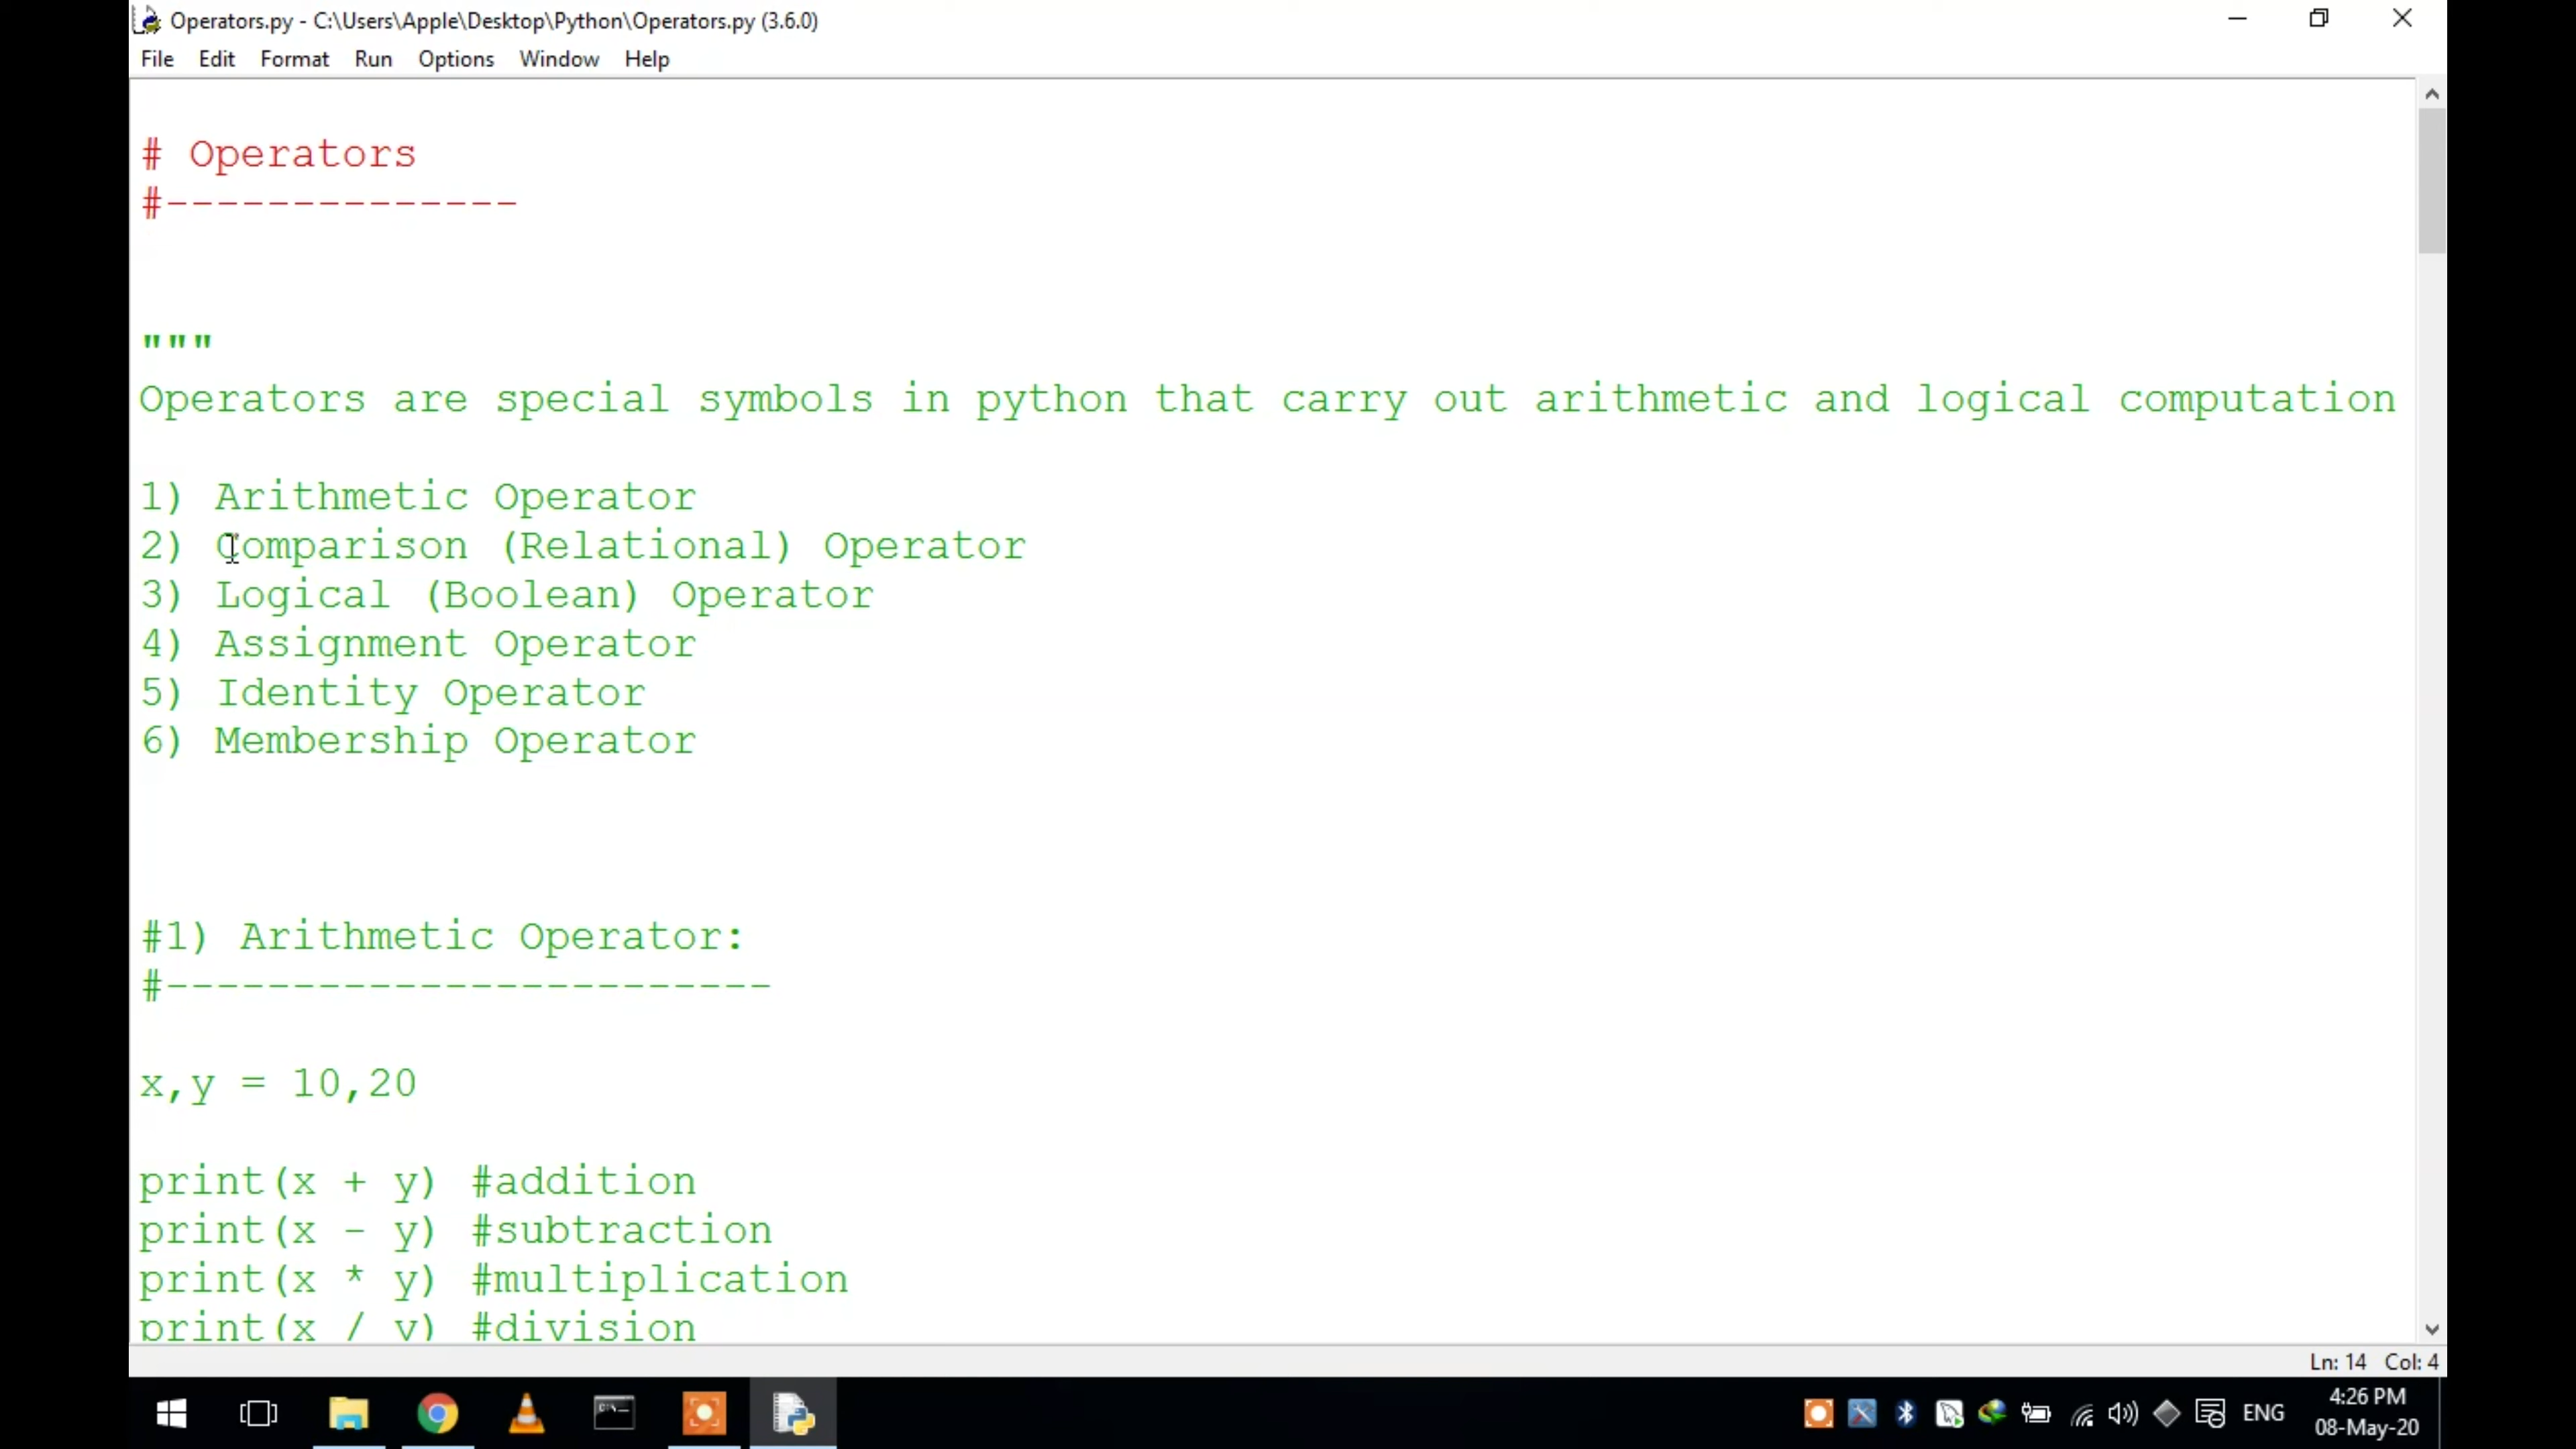 Operators.py - C:\Users\Apple\Desktop\Python\Operators.py (3.6.0)
File Edit Format Run Options Window Help
# Operators
#--------------
"""
Operators are special symbols in python that carry out arithmetic and logical computation
1) Arithmetic Operator
2) Comparison (Relational) Operator
3) Logical (Boolean) Operator
4) Assignment Operator
5) Identity Operator
6) Membership Operator
#1) Arithmetic Operator:
#------------------------
x,y = 10,20
print(x + y) #addition
print(x - y) #subtraction
print(x * y) #multiplication
print(x / y) #division
Ln: 14 Col: 4
ENG
4:26 PM
08-May-20